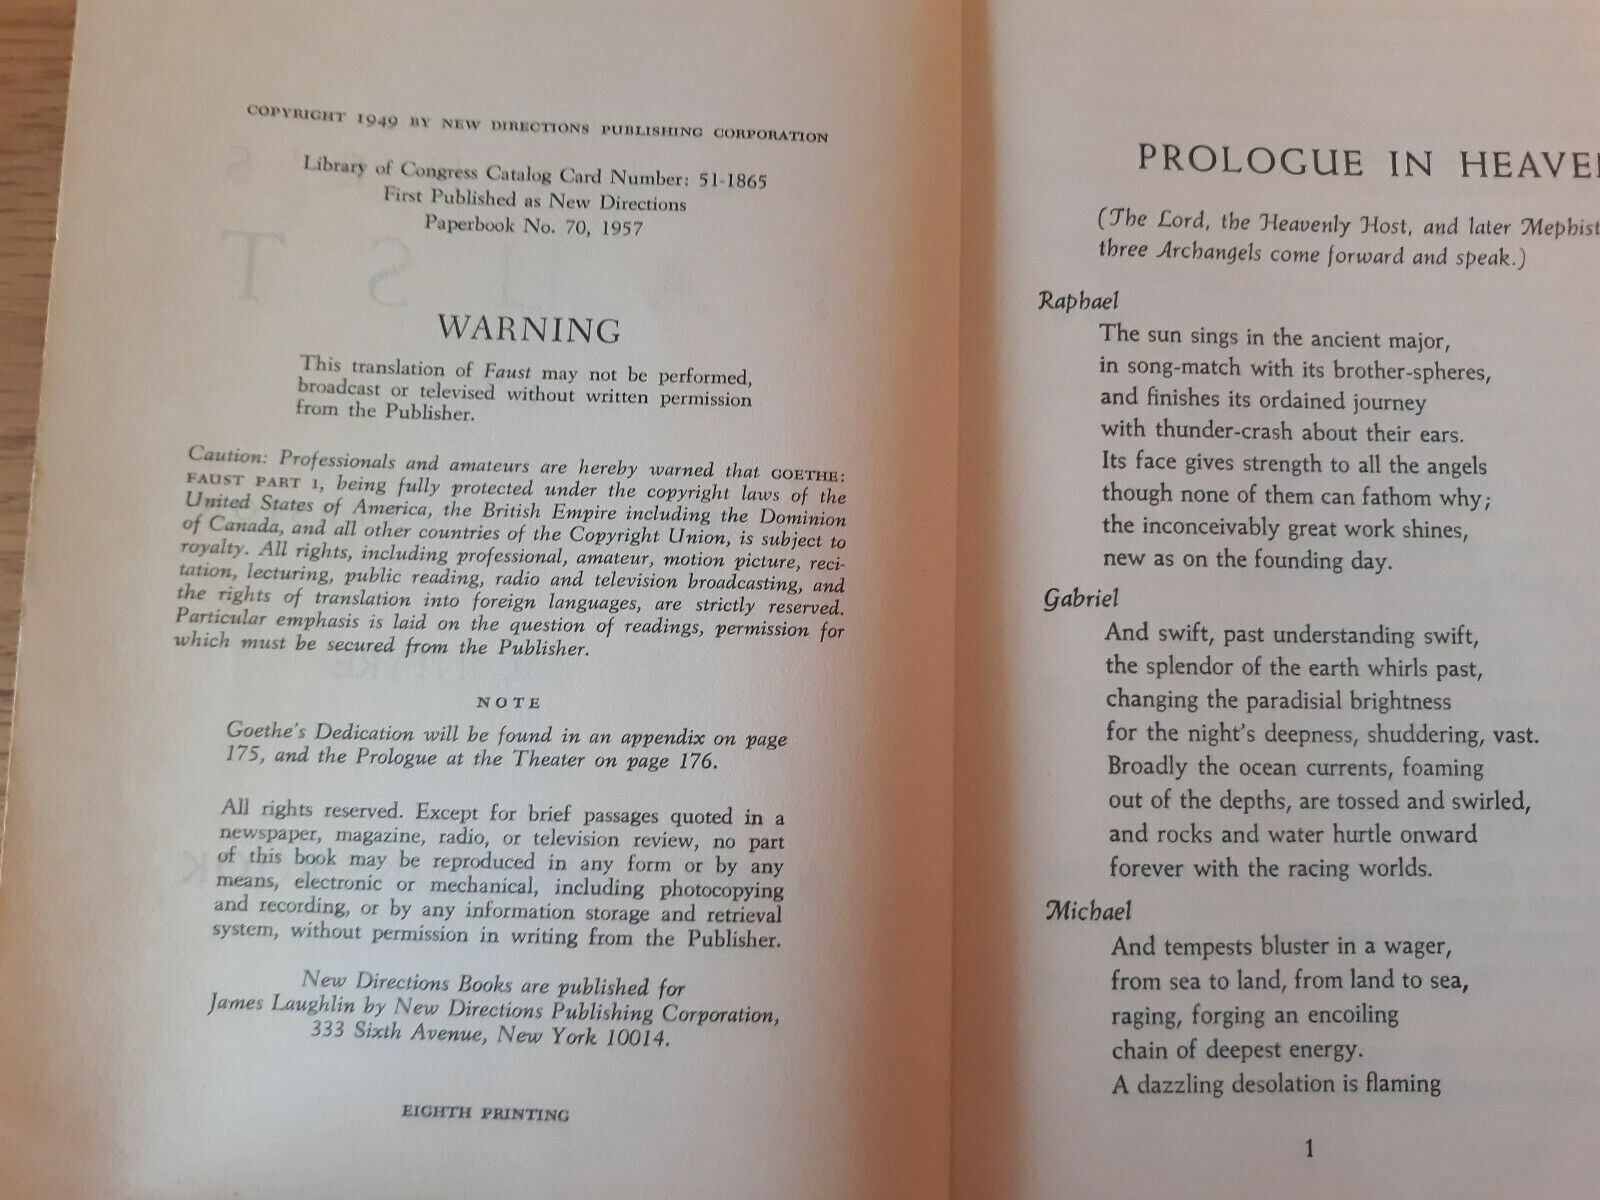 COPYRIGHT 1949 BY NEW DIRECTIONS PUBLISHING CORPORATION
Library of Congress Catalog Card Number: 51-1865
First Published as New Directions
Paperbook No. 70, 1957
WARNING
This translation of Faust may not be performed,
broadcast or televised without written permission
from the Publisher.
Caution: Professionals and amateurs are hereby warned that GOETHE:
FAUST PART I, being fully protected under the copyright laws of the
United States of America, the British Empire including the Dominion
of Canada, and all other countries of the Copyright Union, is subject to
royalty. All rights, including professional, amateur, motion picture, reci-
tation, lecturing, public reading, radio and television broadcasting, and
the rights of translation into foreign languages, are strictly reserved.
Particular emphasis is laid on the question of readings, permission for
which must be secured from the Publisher.
NOTE
Goethe's Dedication will be found in an appendix on page
175, and the Prologue at the Theater on page 176.
All rights reserved. Except for brief passages quoted in a
newspaper, magazine, radio, or television review, no part
of this book may be reproduced in any form or by any
means, electronic or mechanical, including photocopying
and recording, or by any information storage and retrieval
system, without permission in writing from the Publisher.
New Directions Books are published for
James Laughlin by New Directions Publishing Corporation,
333 Sixth Avenue, New York 10014.
EIGHTH PRINTING
PROLOGUE IN HEAVE
(The Lord, the Heavenly Host, and later Mephist
three Archangels come forward and speak.)
Raphael
The sun sings in the ancient major,
in song-match with its brother-spheres,
and finishes its ordained journey
with thunder-crash about their ears.
Its face gives strength to all the angels
though none of them can fathom why;
the inconceivably great work shines,
new as on the founding day.
Gabriel
And swift, past understanding swift,
the splendor of the earth whirls past,
changing the paradisial brightness
for the night's deepness, shuddering, vast.
Broadly the ocean currents, foaming
out of the depths, are tossed and swirled,
and rocks and water hurtle onward
forever with the racing worlds.
Michael
And tempests bluster in a wager,
from sea to land, from land to sea,
raging, forging an encoiling
chain of deepest energy.
A dazzling desolation is flaming
1